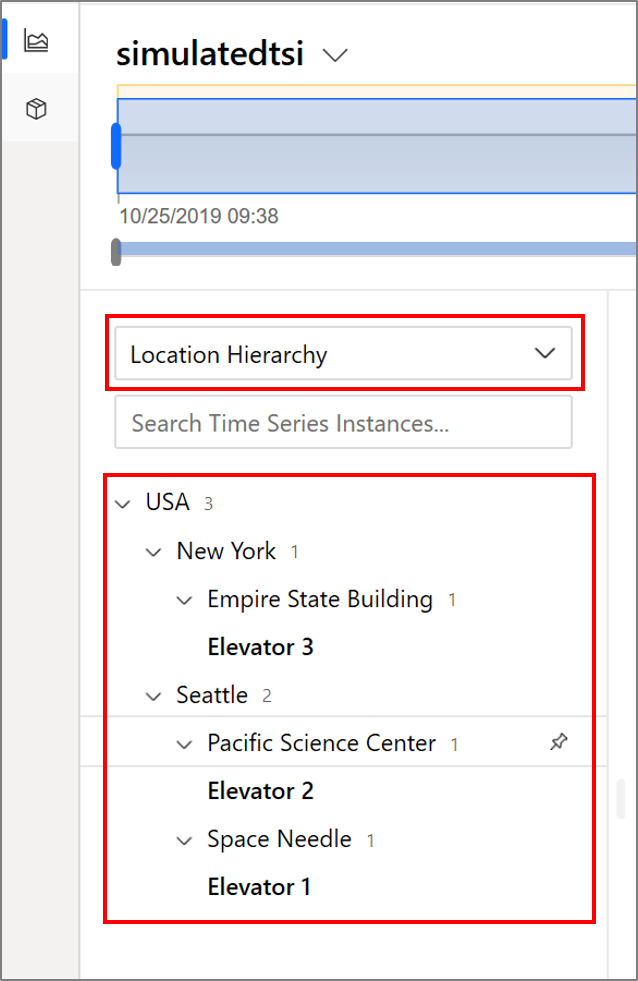 simulatedtsi
10/25/2019 09:38
Location Hierarchy
Search Time Series Instances...
USA 3
New York 1
Empire State Building 1
Elevator 3
Seattle 2
Pacific Science Center 1
Elevator 2
Space Needle 1
Elevator 1